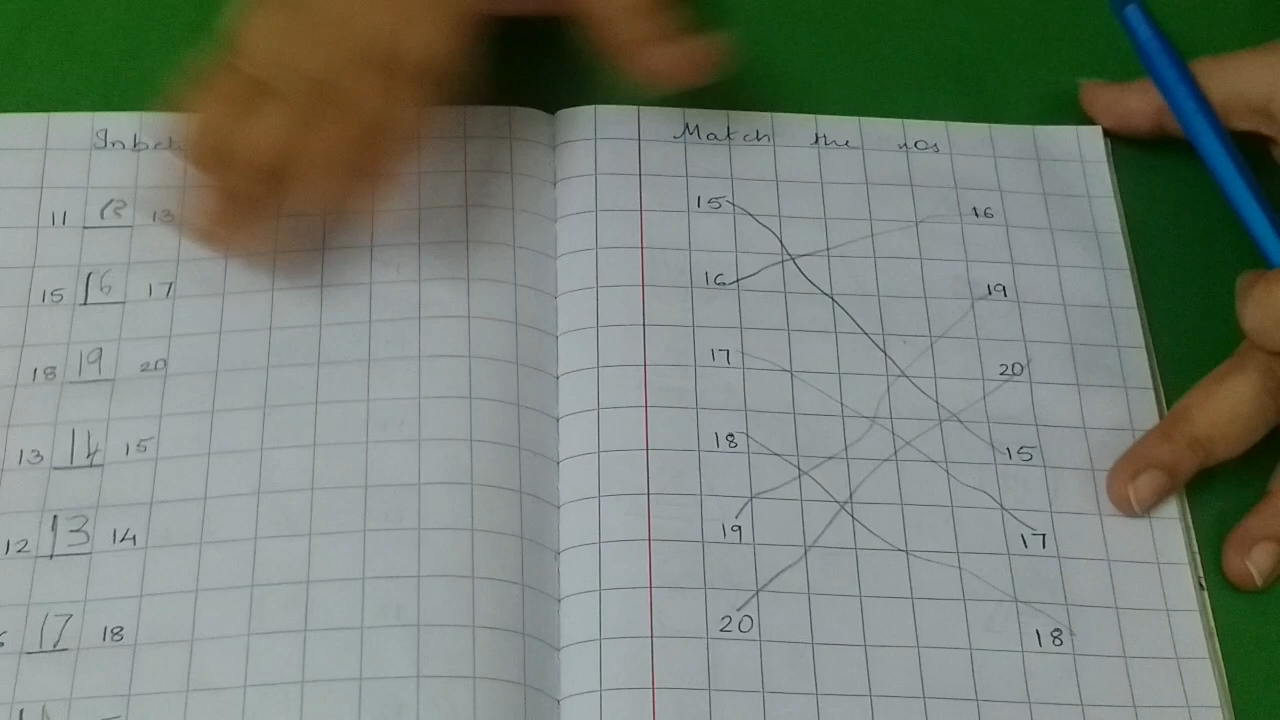 11 12 13
15 16 17
18 19 20
13 14 15
12 13 14
17 18
Match the nos
15 16
16 19
17 20
18 15
19 17
20 18